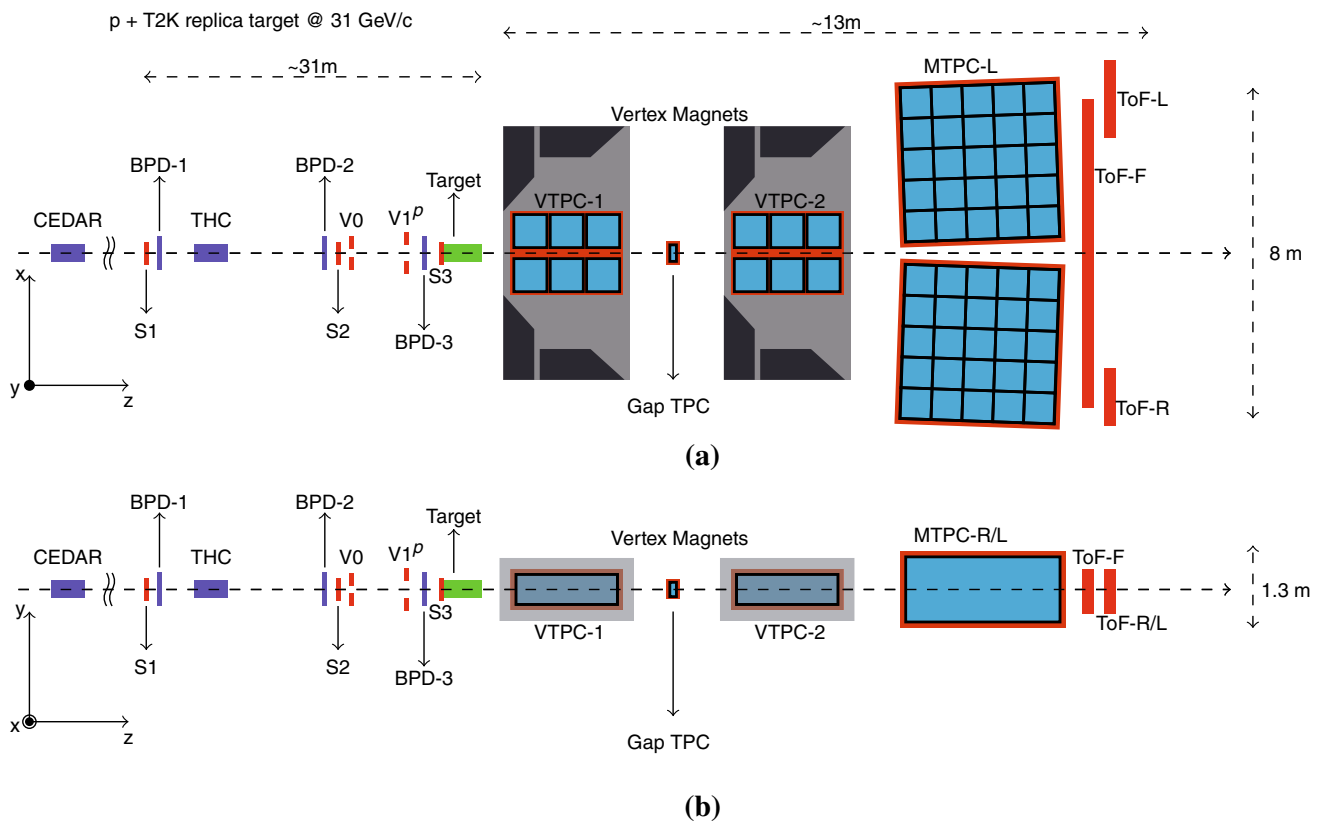 p + T2K replica target @ 31 GeV/c
~13m
~31m
MTPC-L
ToF-L
Vertex Magnets
BPD-1
BPD-2
ToF-F
Target
CEDAR
THC
V0
V1p
VTPC-1
VTPC-2
x
S3
8 m
S1
S2
BPD-3
y
z
Gap TPC
ToF-R
(a)
BPD-1
BPD-2
Target
Vertex Magnets
MTPC-R/L
CEDAR
THC
V0
V1p
ToF-F
y
S3
1.3 m
VTPC-1
VTPC-2
ToF-R/L
S1
S2
BPD-3
x
z
Gap TPC
(b)